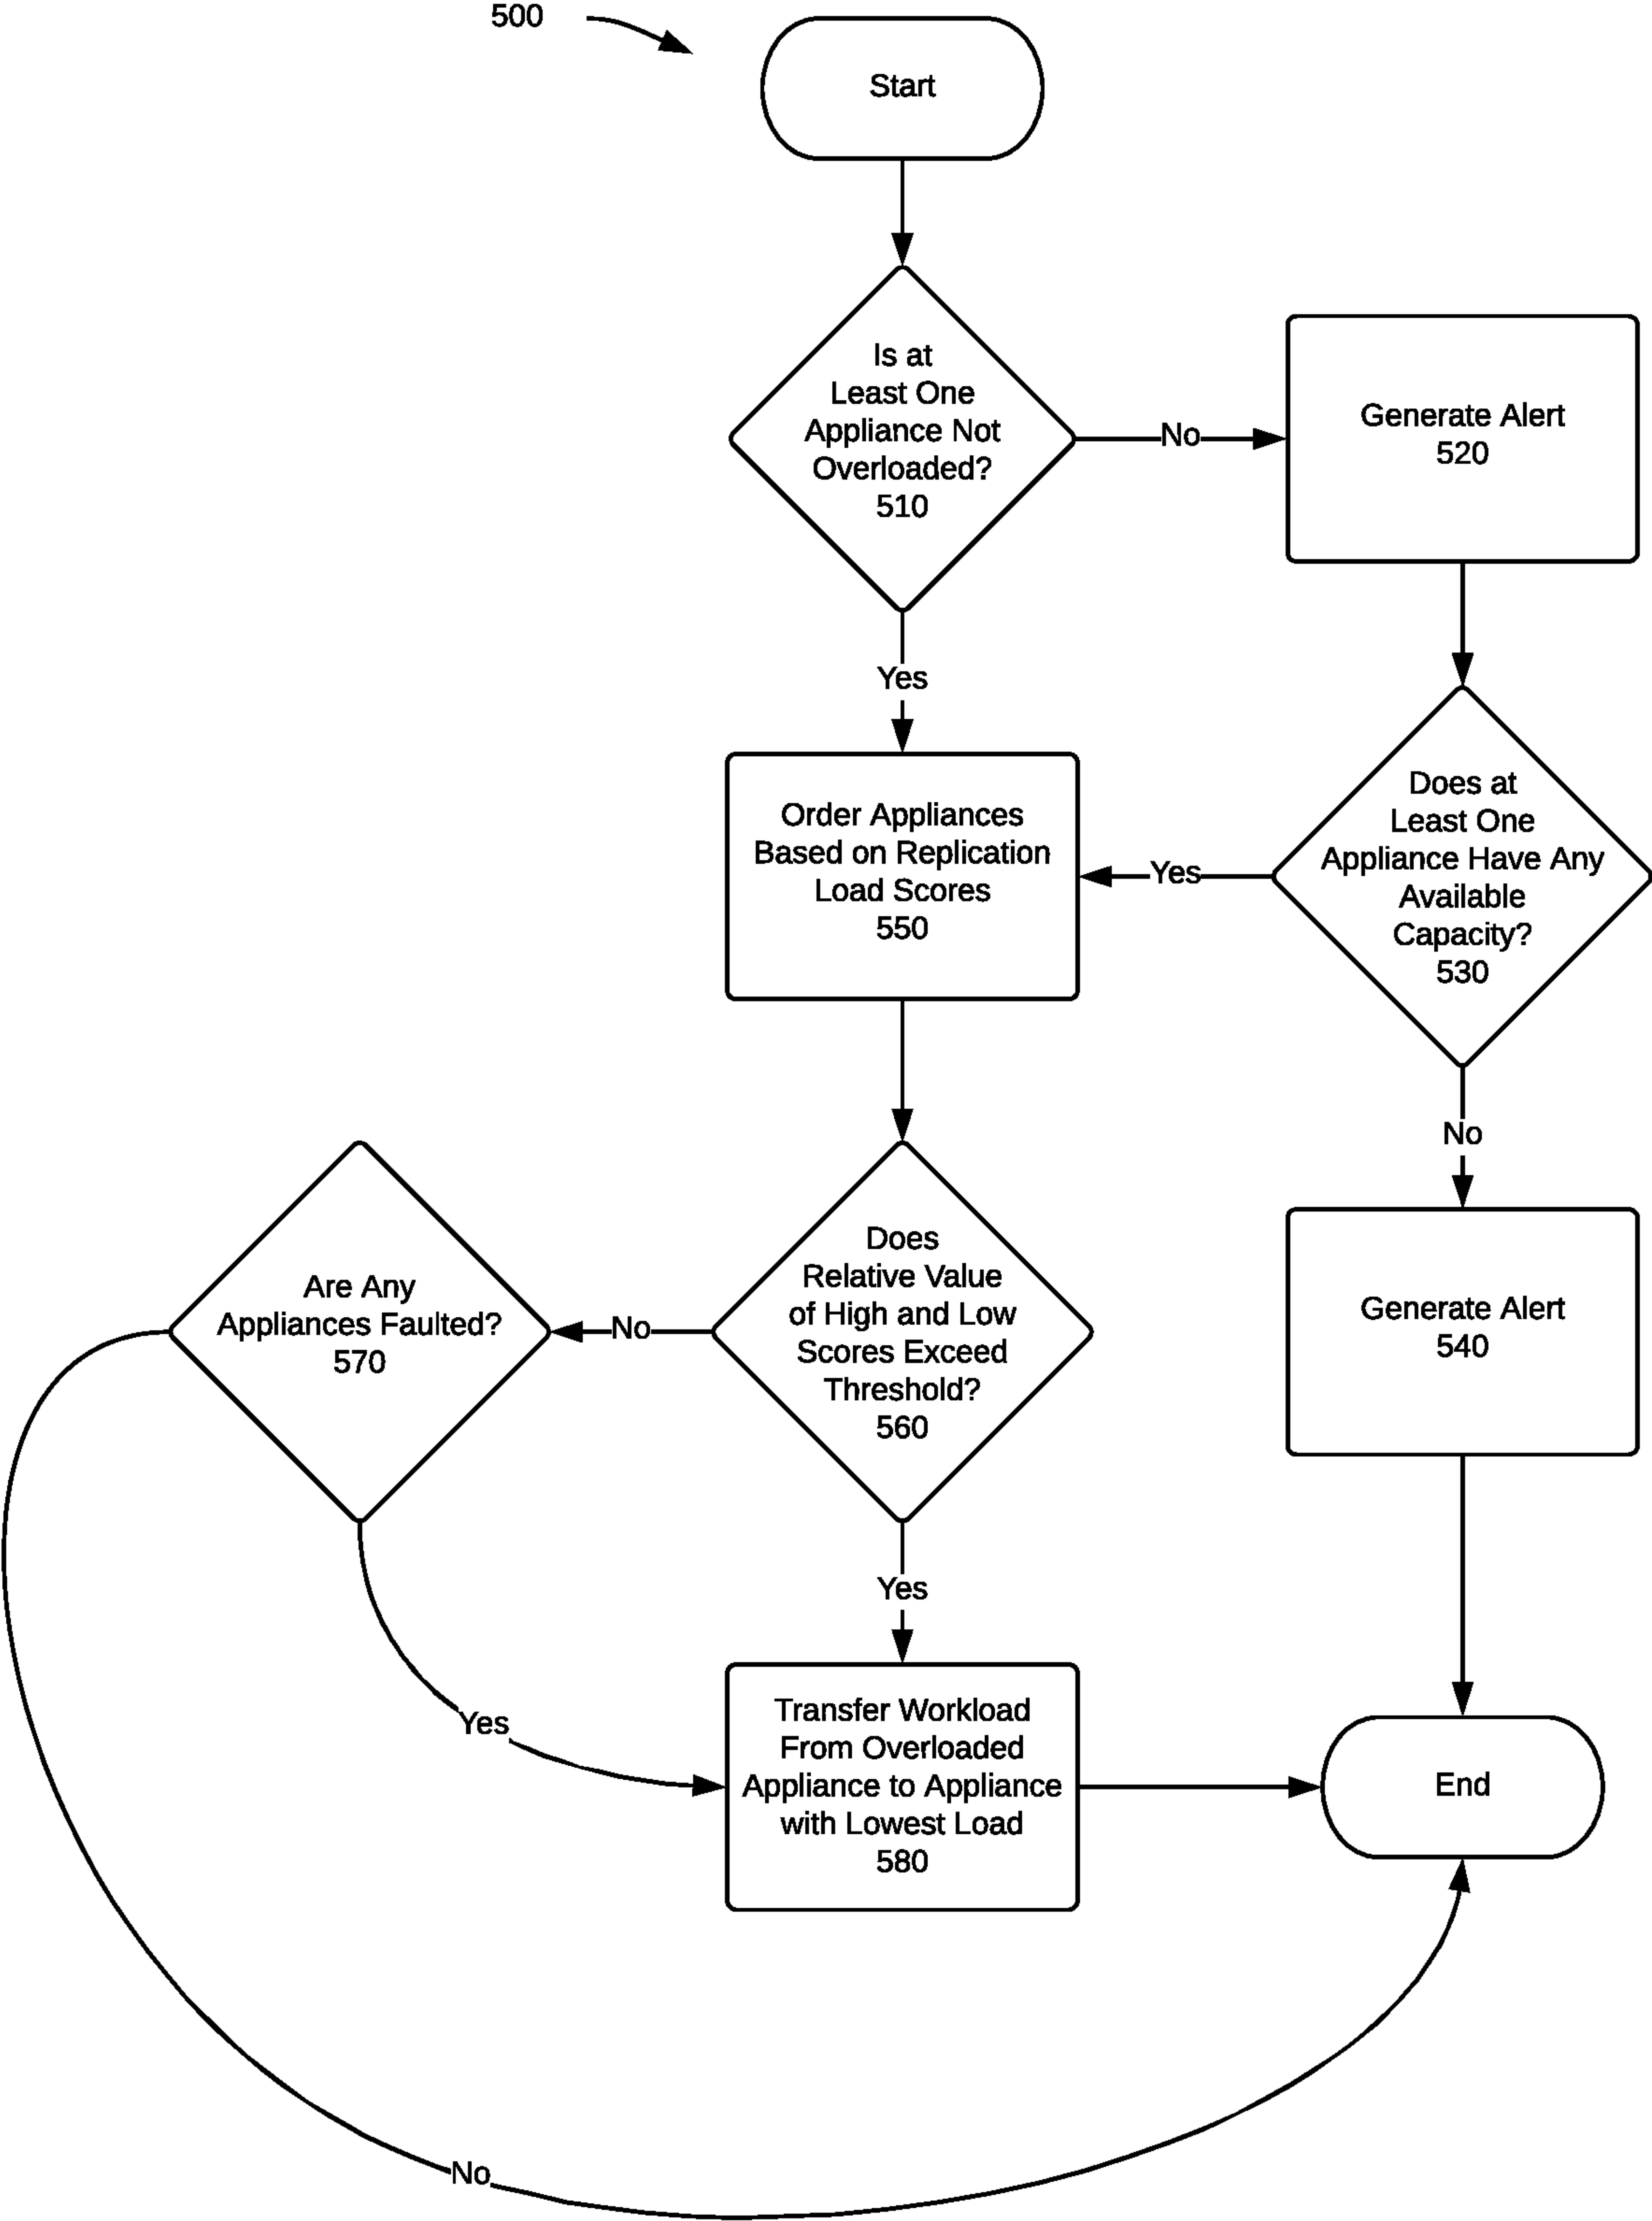 500
Start
Is at
Least One
Appliance Not
Overloaded?
510
No
Generate Alert
520
Yes
Does at
Least One
Appliance Have Any
Available
Capacity?
530
Yes
Order Appliances
Based on Replication
Load Scores
550
No
Does
Relative Value
of High and Low
Scores Exceed
Threshold?
560
No
Are Any
Appliances Faulted?
570
Generate Alert
540
Yes
Yes
Transfer Workload
From Overloaded
Appliance to Appliance
with Lowest Load
580
End
No